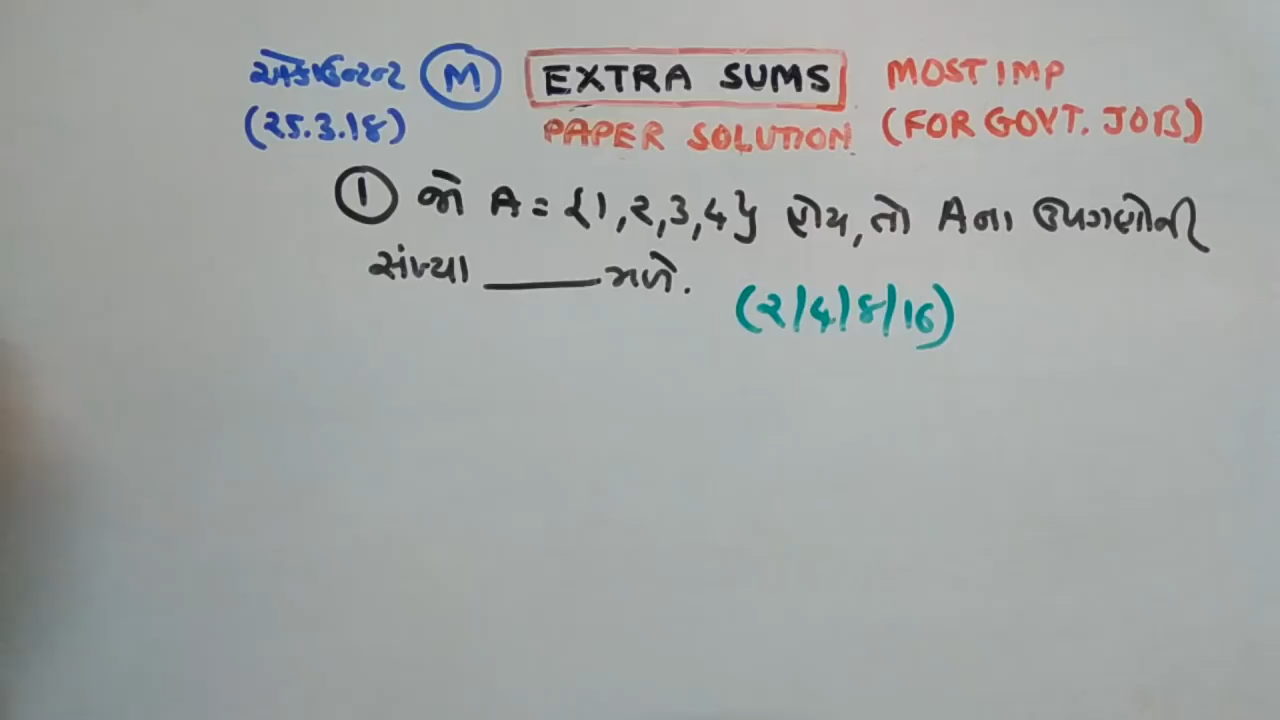 એકાઉન્ટન્ટ M EXTRA SUMS MOST IMP
(25.3.18) PAPER SOLUTION (FOR GOVT. JOB)
1 જો A = {1,2,3,4} હોય, તો A ના ઉપગણોની
સંખ્યા ______ મળે.
(2/4/8/16)